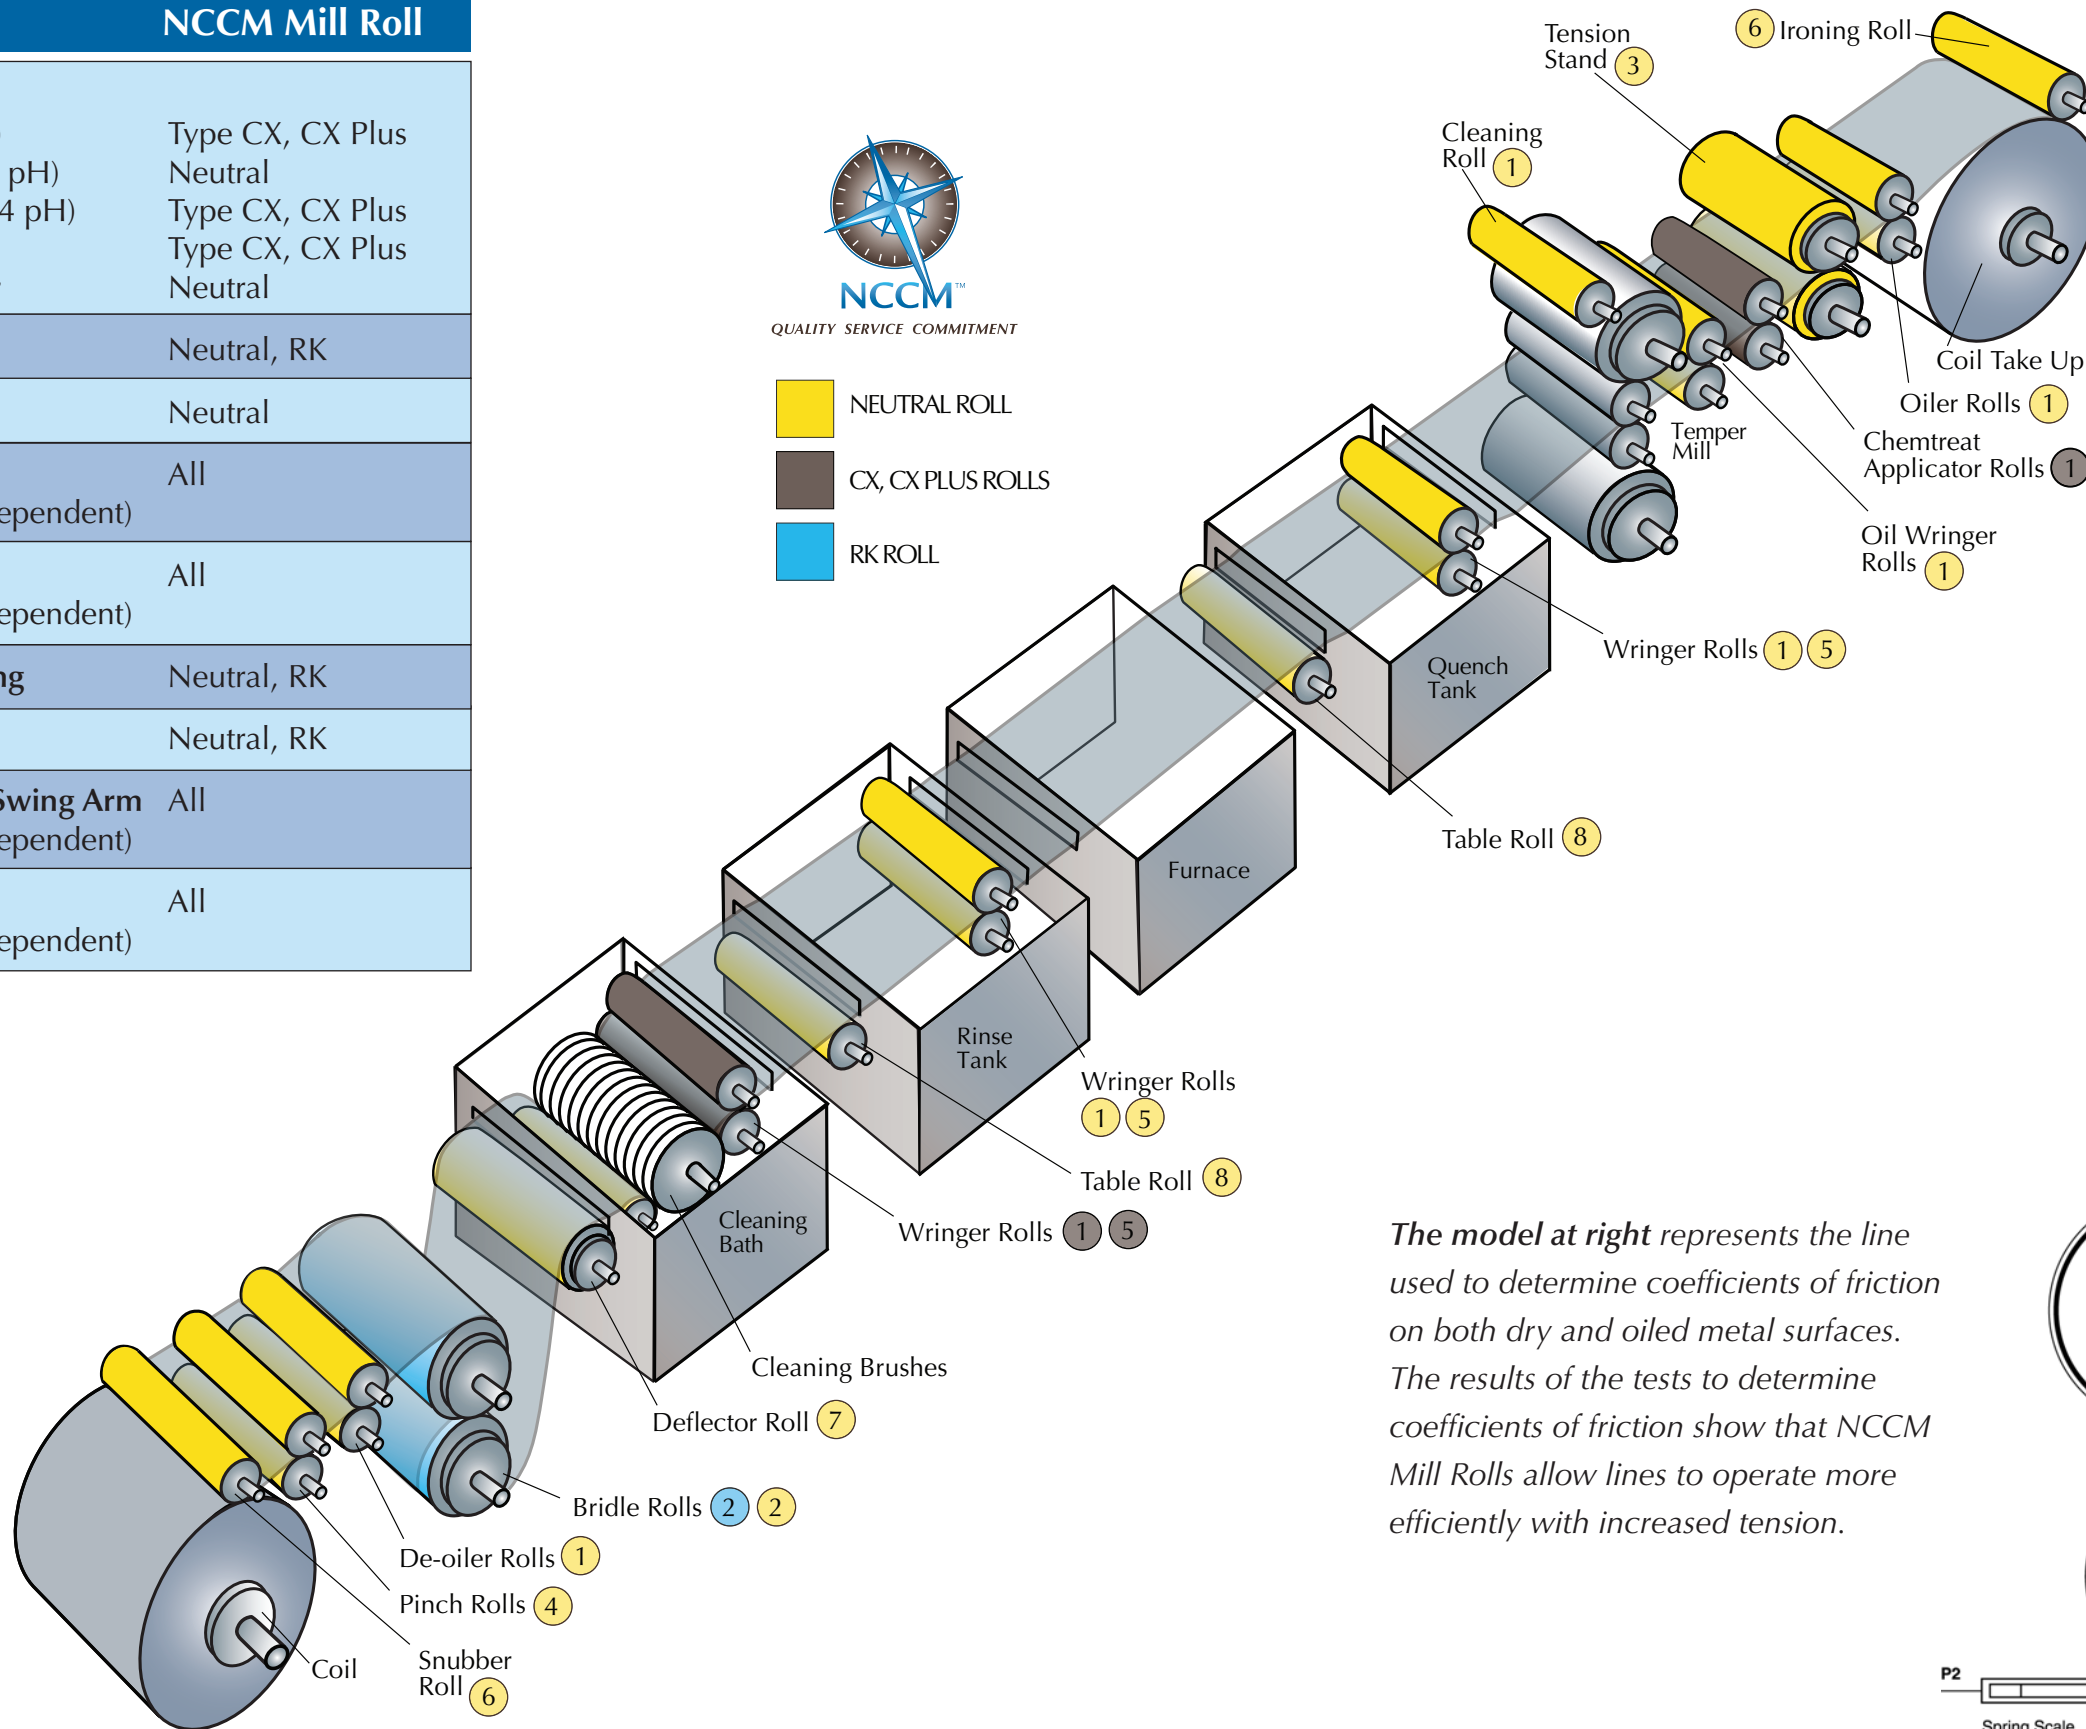 NCCM Mill Roll
Type CX, CX Plus
pH) Neutral
4 pH) Type CX, CX Plus
Type CX, CX Plus
Neutral
Neutral, RK
Neutral
All
ependent)
All
ependent)
ng Neutral, RK
Neutral, RK
Swing Arm All
ependent)
All
ependent)
NCCM™
QUALITY SERVICE COMMITMENT
NEUTRAL ROLL
CX, CX PLUS ROLLS
RK ROLL
Tension
Stand 3
6 Ironing Roll
Cleaning
Roll 1
Coil Take Up
Oiler Rolls 1
Chemtreat
Applicator Rolls 1
Temper
Mill
Oil Wringer
Rolls 1
Wringer Rolls 1 5
Quench
Tank
Table Roll 8
Furnace
Rinse
Tank
Wringer Rolls
1 5
Table Roll 8
Wringer Rolls 1 5
Cleaning
Bath
Cleaning Brushes
Deflector Roll 7
Bridle Rolls 2 2
De-oiler Rolls 1
Pinch Rolls 4
Snubber
Roll 6
Coil
The model at right represents the line
used to determine coefficients of friction
on both dry and oiled metal surfaces.
The results of the tests to determine
coefficients of friction show that NCCM
Mill Rolls allow lines to operate more
efficiently with increased tension.
P2
Spring Scale